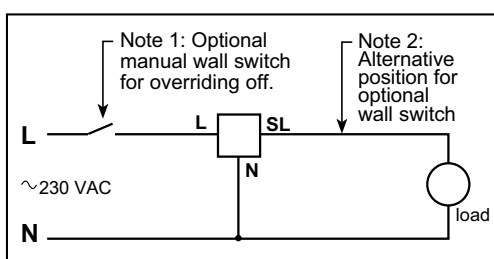 Note 1: Optional
manual wall switch
for overriding off.
Note 2:
Alternative
position for
optional
wall switch
L
L
SL
N
~230 VAC
load
N